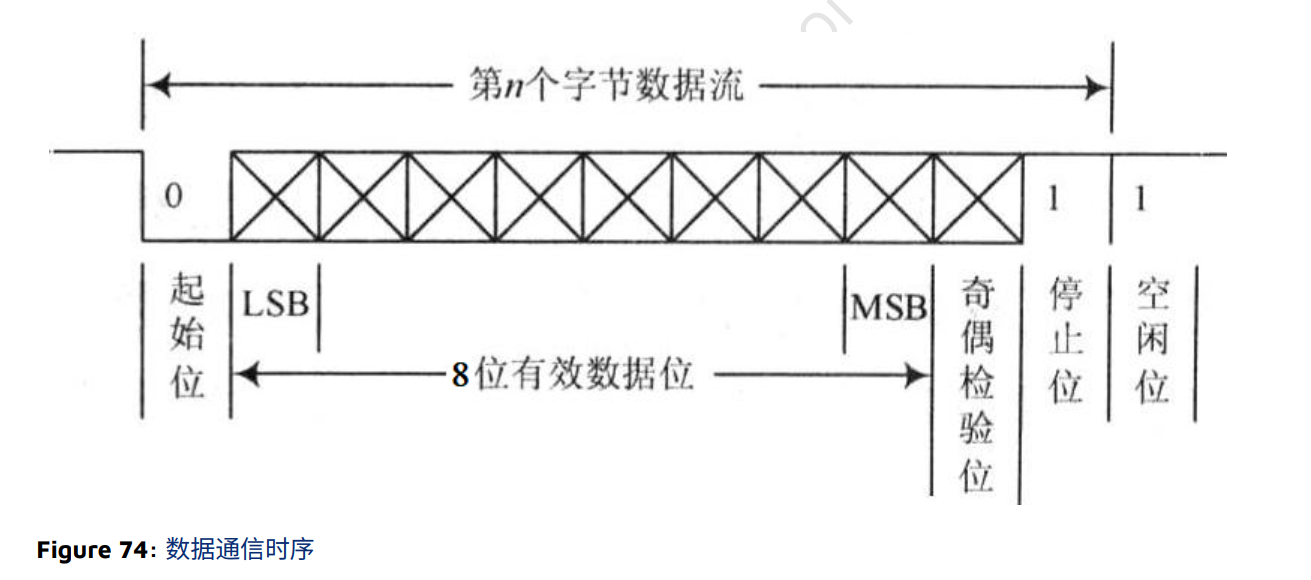 第n个字节数据流
0
1
1
起始位
LSB
MSB
8位有效数据位
奇偶检验位
停止位
空闲位
Figure 74: 数据通信时序